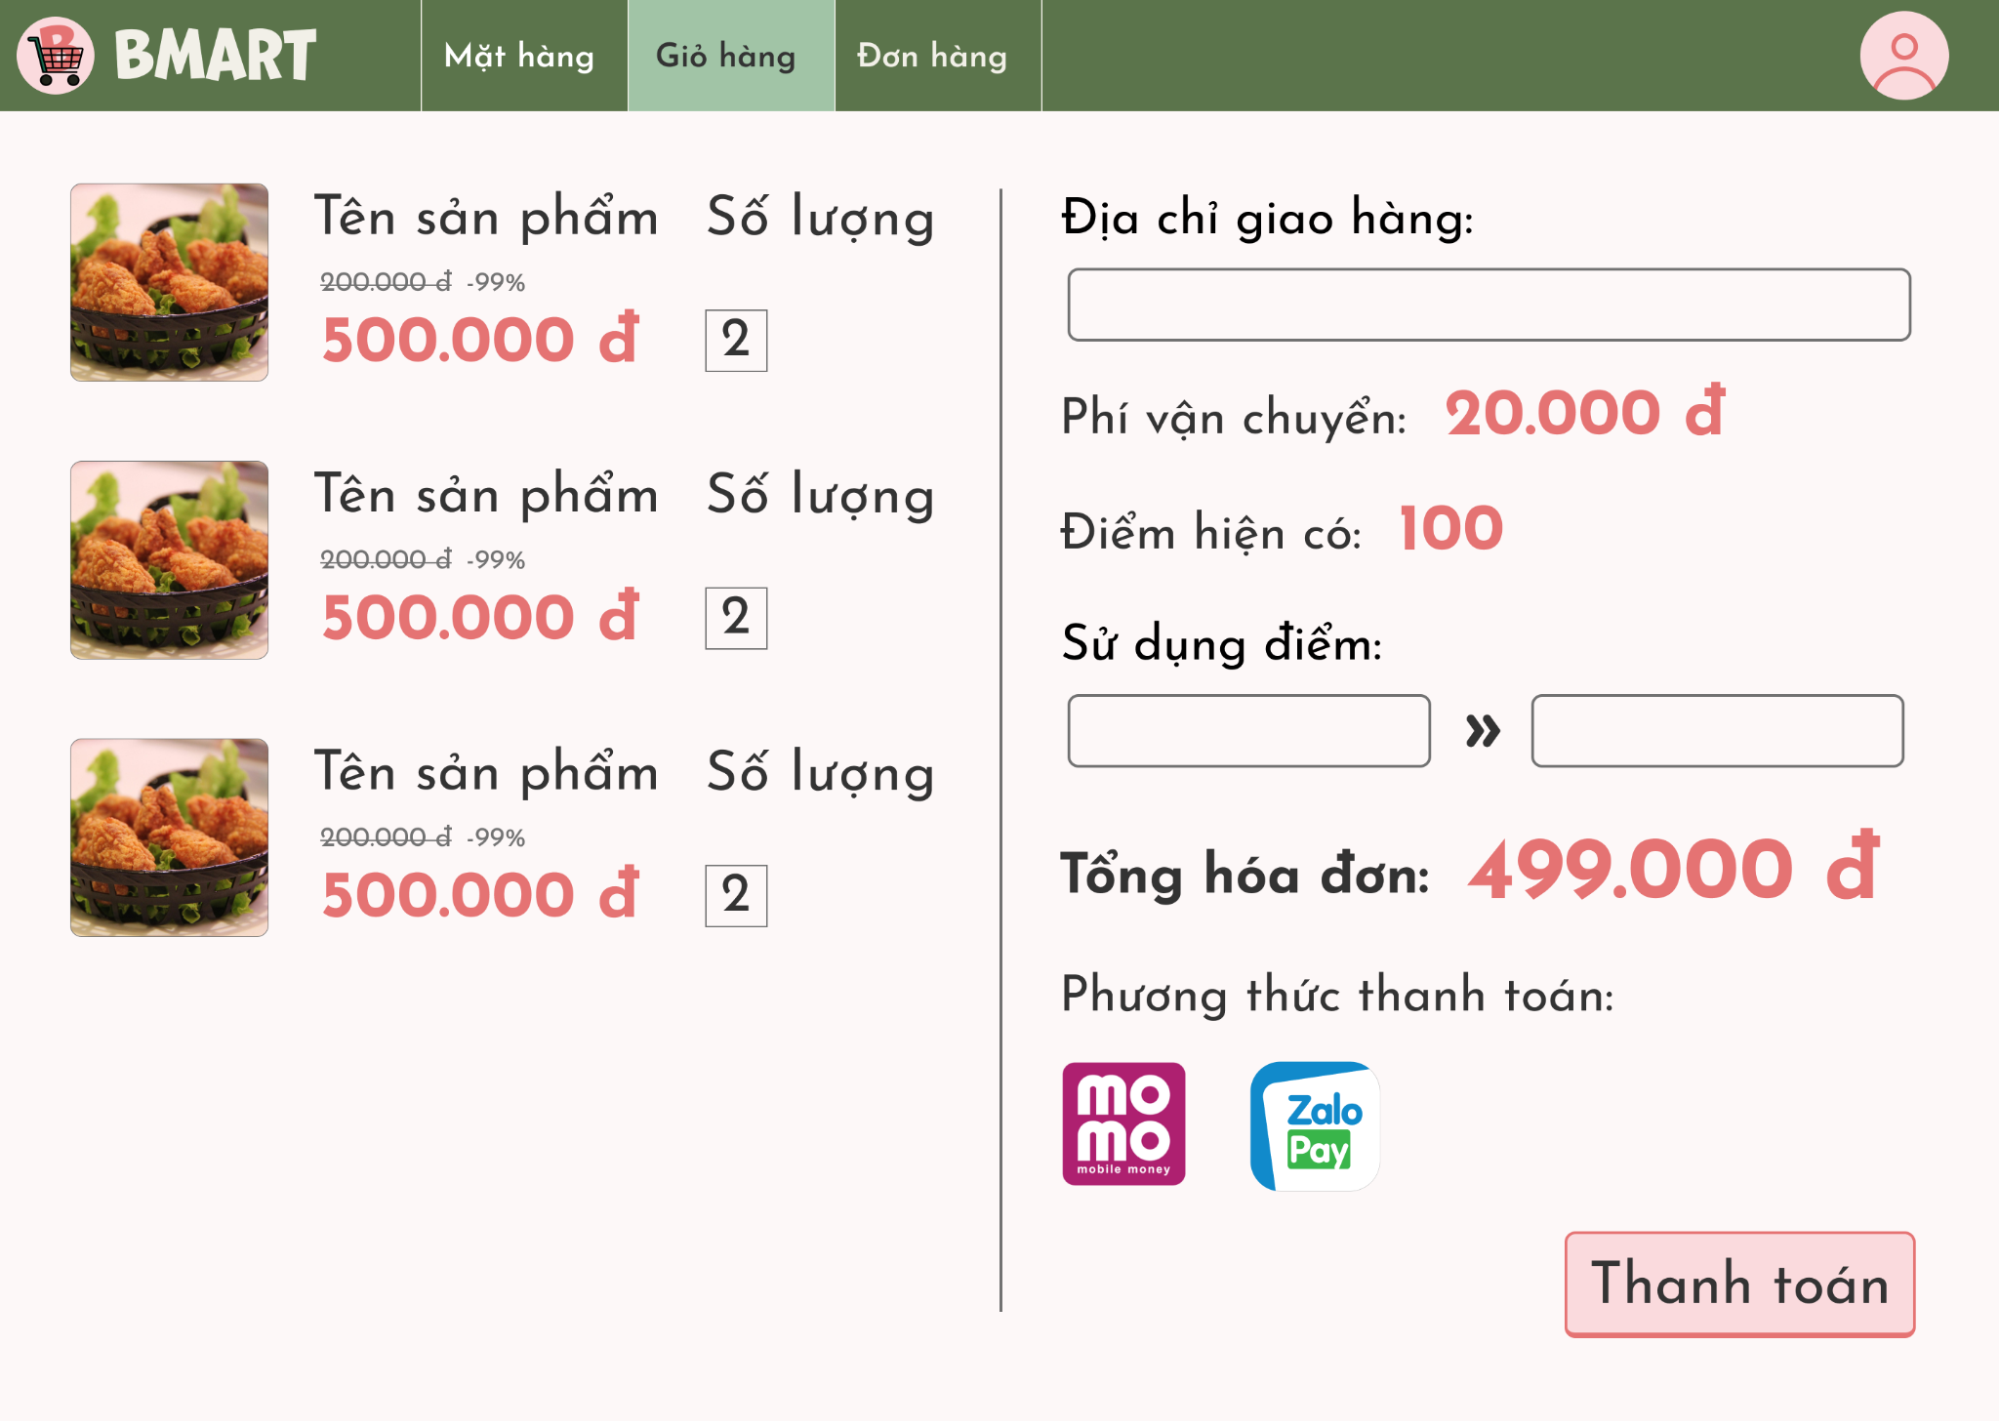 B BMART
Mặt hàng
Giỏ hàng
Đơn hàng
Tên sản phẩm
Số lượng
200.000 đ -99%
500.000 đ
2
Tên sản phẩm
Số lượng
200.000 đ -99%
500.000 đ
2
Tên sản phẩm
Số lượng
200.000 đ -99%
500.000 đ
2
Địa chỉ giao hàng:
Phí vận chuyển: 20.000 đ
Điểm hiện có: 100
Sử dụng điểm:
»
Tổng hóa đơn: 499.000 đ
Phương thức thanh toán:
mo
mo
mobile money
Zalo
Pay
Thanh toán